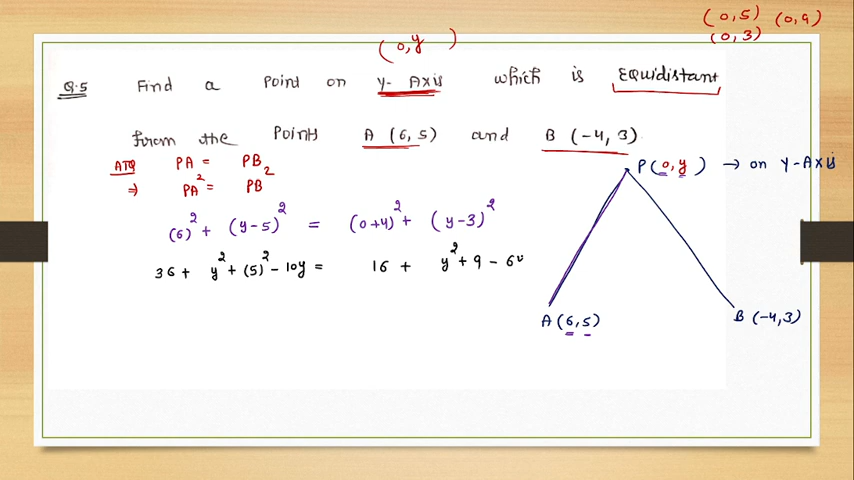 (0,5) (0,9)
(0,3)
(0,y)
Q.5 Find a Point on Y-Axis which is Equidistant
from the Points A (6,5) and B (-4,3).
ATQ PA = PB
⇒ PA² = PB²
(6)² + (y-5)² = (0+4)² + (y-3)²
36 + y² + (5)² - 10y = 16 + y² + 9 - 6
P(0,y) → on Y-Axis
A(6,5)
B(-4,3)